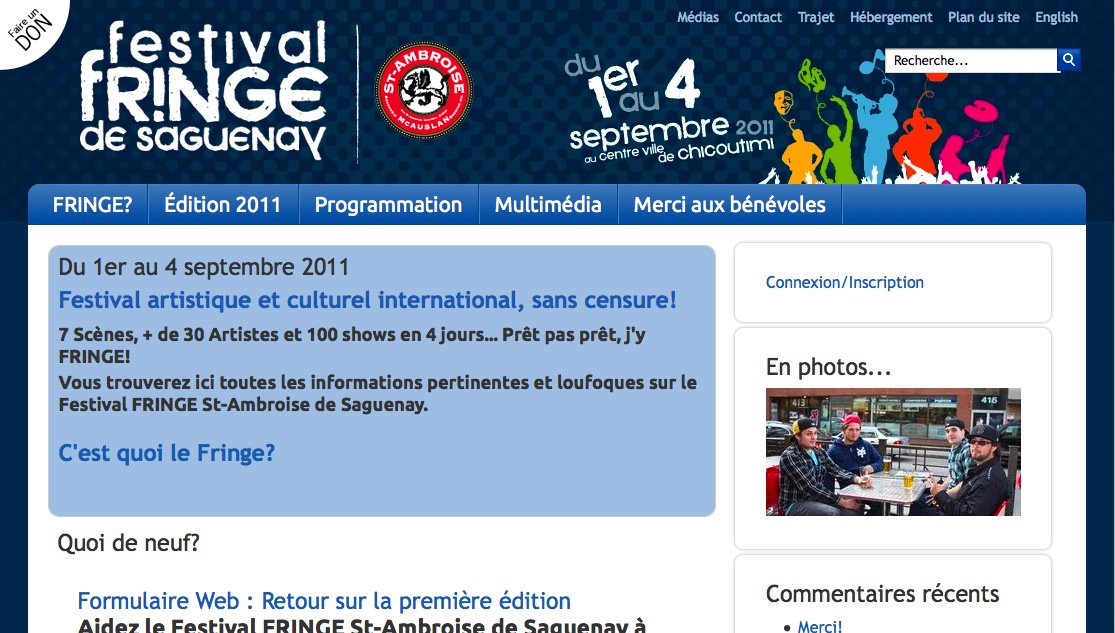 Faire un
DON
Médias Contact Trajet Hébergement Plan du site English
festival
fR!NGE
de saguenay
ST-AMBROISE
McAUSLAN
du
1er
au 4
septembre 2011
au centre ville de chicoutimi
Recherche...
FRINGE? Édition 2011 Programmation Multimédia Merci aux bénévoles
Du 1er au 4 septembre 2011
Festival artistique et culturel international, sans censure!
7 Scènes, + de 30 Artistes et 100 shows en 4 jours... Prêt pas prêt, j'y
FRINGE!
Vous trouverez ici toutes les informations pertinentes et loufoques sur le
Festival FRINGE St-Ambroise de Saguenay.
C'est quoi le Fringe?
Quoi de neuf?
Formulaire Web : Retour sur la première édition
Aidez le Festival FRINGE St-Ambroise de Saguenay à
Connexion/Inscription
En photos...
413
415
Commentaires récents
• Merci!